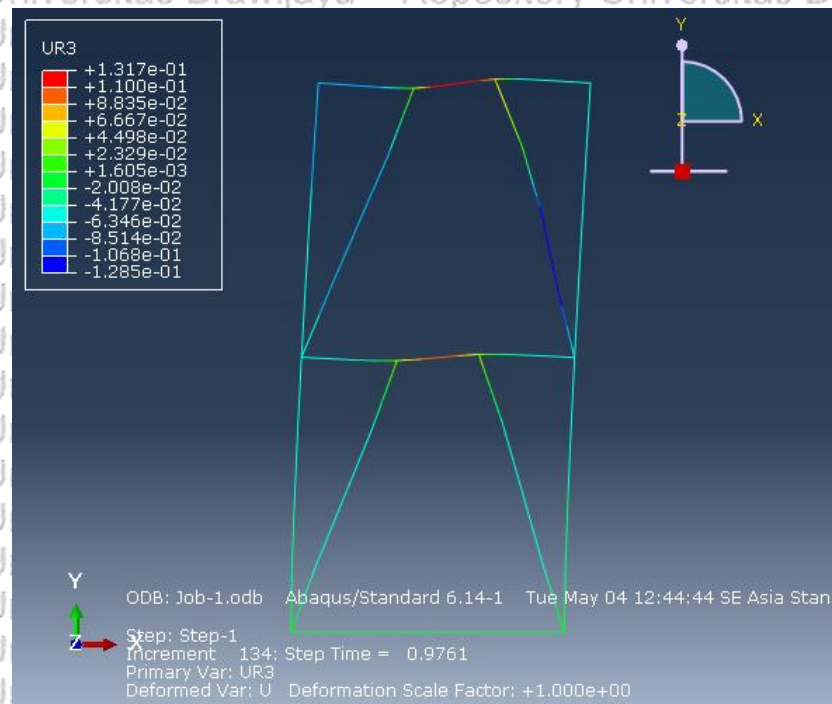 Universitas Brawijaya Repository Universitas B
UR3
+1.317e-01
+1.100e-01
+8.835e-02
+6.667e-02
+4.498e-02
+2.329e-02
+1.605e-03
-2.008e-02
-4.177e-02
-6.346e-02
-8.514e-02
-1.068e-01
-1.285e-01
Y
Z
X
Y
Z
X
ODB: Job-1.odb Abaqus/Standard 6.14-1 Tue May 04 12:44:44 SE Asia Stan
Step: Step-1
Increment 134: Step Time = 0.9761
Primary Var: UR3
Deformed Var: U Deformation Scale Factor: +1.000e+00